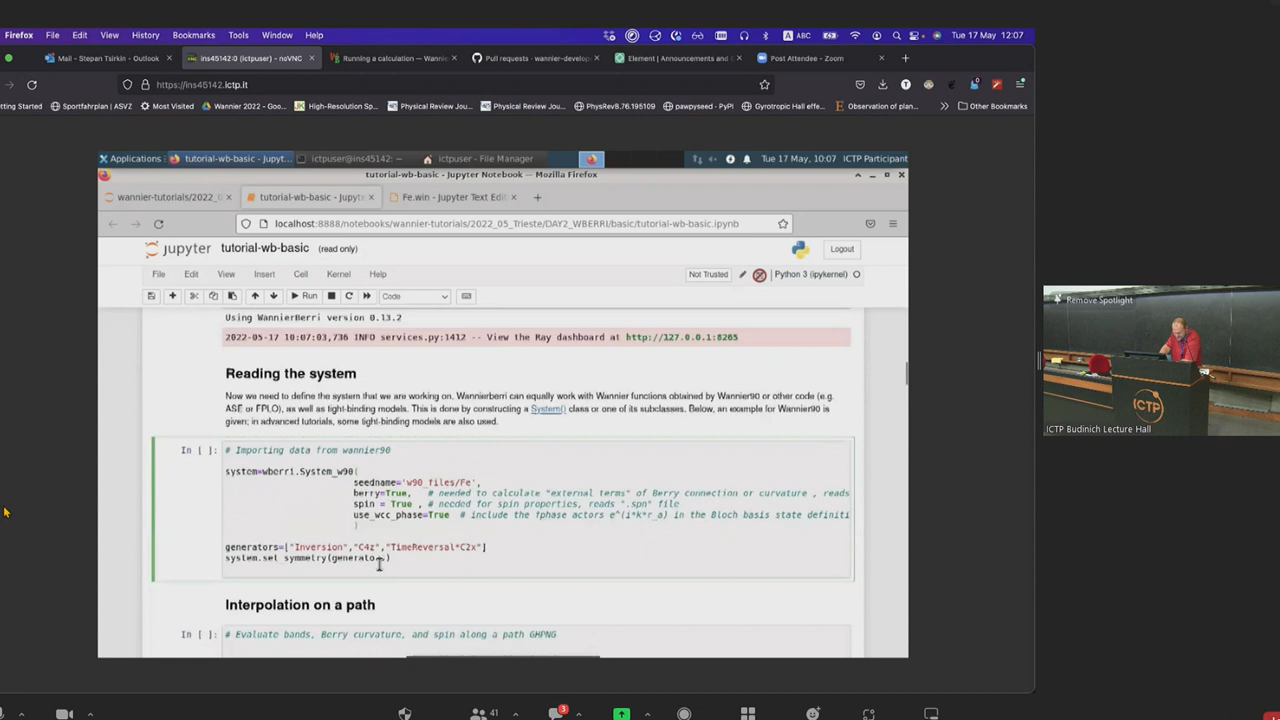 Firefox File Edit View History Bookmarks Tools Window Help ABC Tue 17 May 12:07
Mail - Stepan Tsirkin - Outlook × ins45142:0 (ictpuser) - noVNC × Running a calculation — Wannie × Pull requests · wannier-develop × Element | Announcements and × Post Attendee - Zoom × +
https://ins45142.ictp.it
tting Started Sportfahrplan | ASVZ Most Visited Wannier 2022 - Goo... High-Resolution Sp... Physical Review Jou... Physical Review Jou... PhysRevB.76.195109 pawpyseed - PyPI Gyrotropic Hall effe... Observation of plan... Other Bookmarks
Applications tutorial-wb-basic - Jupyt... ictpuser@ins45142: ~ ictpuser - File Manager Tue 17 May, 10:07 ICTP Participant
tutorial-wb-basic - Jupyter Notebook — Mozilla Firefox
wannier-tutorials/2022_0 × tutorial-wb-basic - Jupyte × Fe.win - Jupyter Text Edit × +
localhost:8888/notebooks/wannier-tutorials/2022_05_Trieste/DAY2_WBERRI/basic/tutorial-wb-basic.ipynb
jupyter tutorial-wb-basic (read only) Logout
File Edit View Insert Cell Kernel Help Not Trusted Python 3 (ipykernel)
Run Code
Using WannierBerri version 0.13.2
2022-05-17 10:07:03,736 INFO services.py:1412 -- View the Ray dashboard at http://127.0.0.1:8265
Reading the system
Now we need to define the system that we are working on. Wannierberri can equally work with Wannier functions obtained by Wannier90 or other code (e.g.
ASE or FPLO), as well as tight-binding models. This is done by constructing a System() class or one of its subclasses. Below, an example for Wannier90 is
given; in advanced tutorials, some tight-binding models are also used.
In [ ]: # Importing data from wannier90
system=wberri.System_w90(
seedname='w90_files/Fe',
berry=True, # needed to calculate "external terms" of Berry connection or curvature , reads
spin = True , # needed for spin properties, reads ".spn" file
use_wcc_phase=True # include the fphase actors e^(i*k*r_a) in the Bloch basis state definiti
)
generators=["Inversion","C4z","TimeReversal*C2x"]
system.set_symmetry(generators)
Interpolation on a path
In [ ]: # Evaluate bands, Berry curvature, and spin along a path GHPNG
Remove Spotlight
ICTP
ICTP Budinich Lecture Hall
41
3